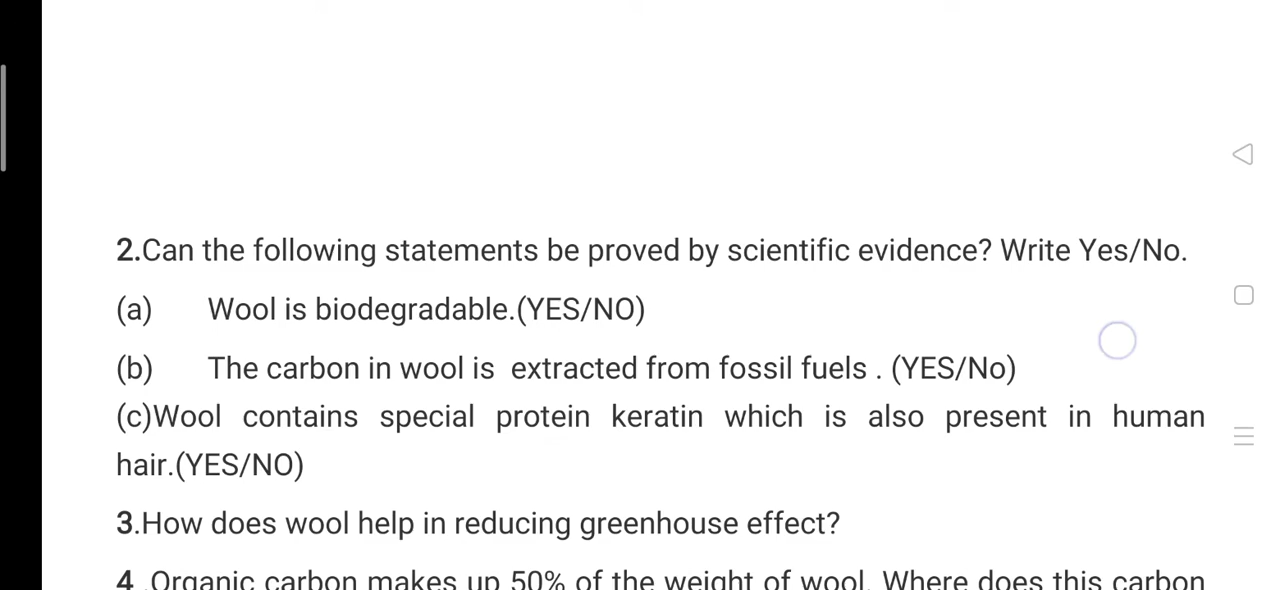 2.Can the following statements be proved by scientific evidence? Write Yes/No.
(a) Wool is biodegradable.(YES/NO)
(b) The carbon in wool is extracted from fossil fuels . (YES/No)
(c)Wool contains special protein keratin which is also present in human
hair.(YES/NO)
3.How does wool help in reducing greenhouse effect?
4 .Organic carbon makes up 50% of the weight of wool. Where does this carbon